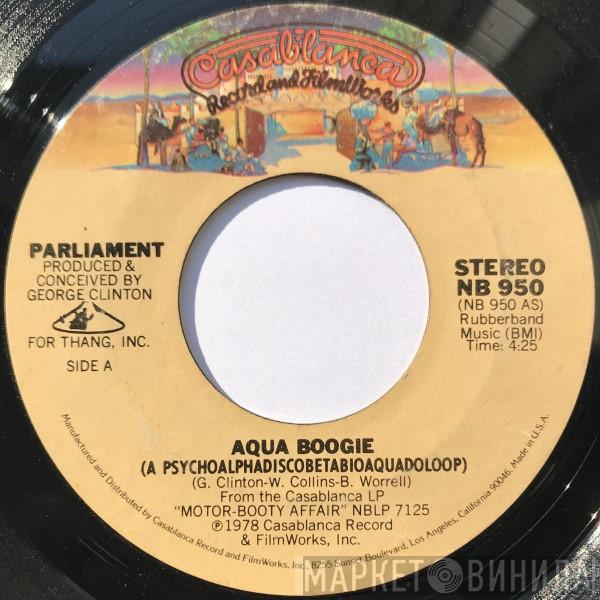 Casablanca
Record and FilmWorks
PARLIAMENT
PRODUCED &
CONCEIVED BY
GEORGE CLINTON
FOR THANG, INC.
SIDE A
STEREO
NB 950
(NB 950 AS)
Rubberband
Music (BMI)
Time: 4:25
AQUA BOOGIE
(A PSYCHOALPHADISCOBETABIOAQUADOLOOP)
(G. Clinton-W. Collins-B. Worrell)
From the Casablanca LP
"MOTOR-BOOTY AFFAIR" NBLP 7125
℗1978 Casablanca Record
& FilmWorks, Inc.
Manufactured and Distributed by Casablanca Record and FilmWorks, Inc., 8255 Sunset Boulevard, Los Angeles, California 90046. Made in U.S.A.
МАРКЕТ ВИНИЛА